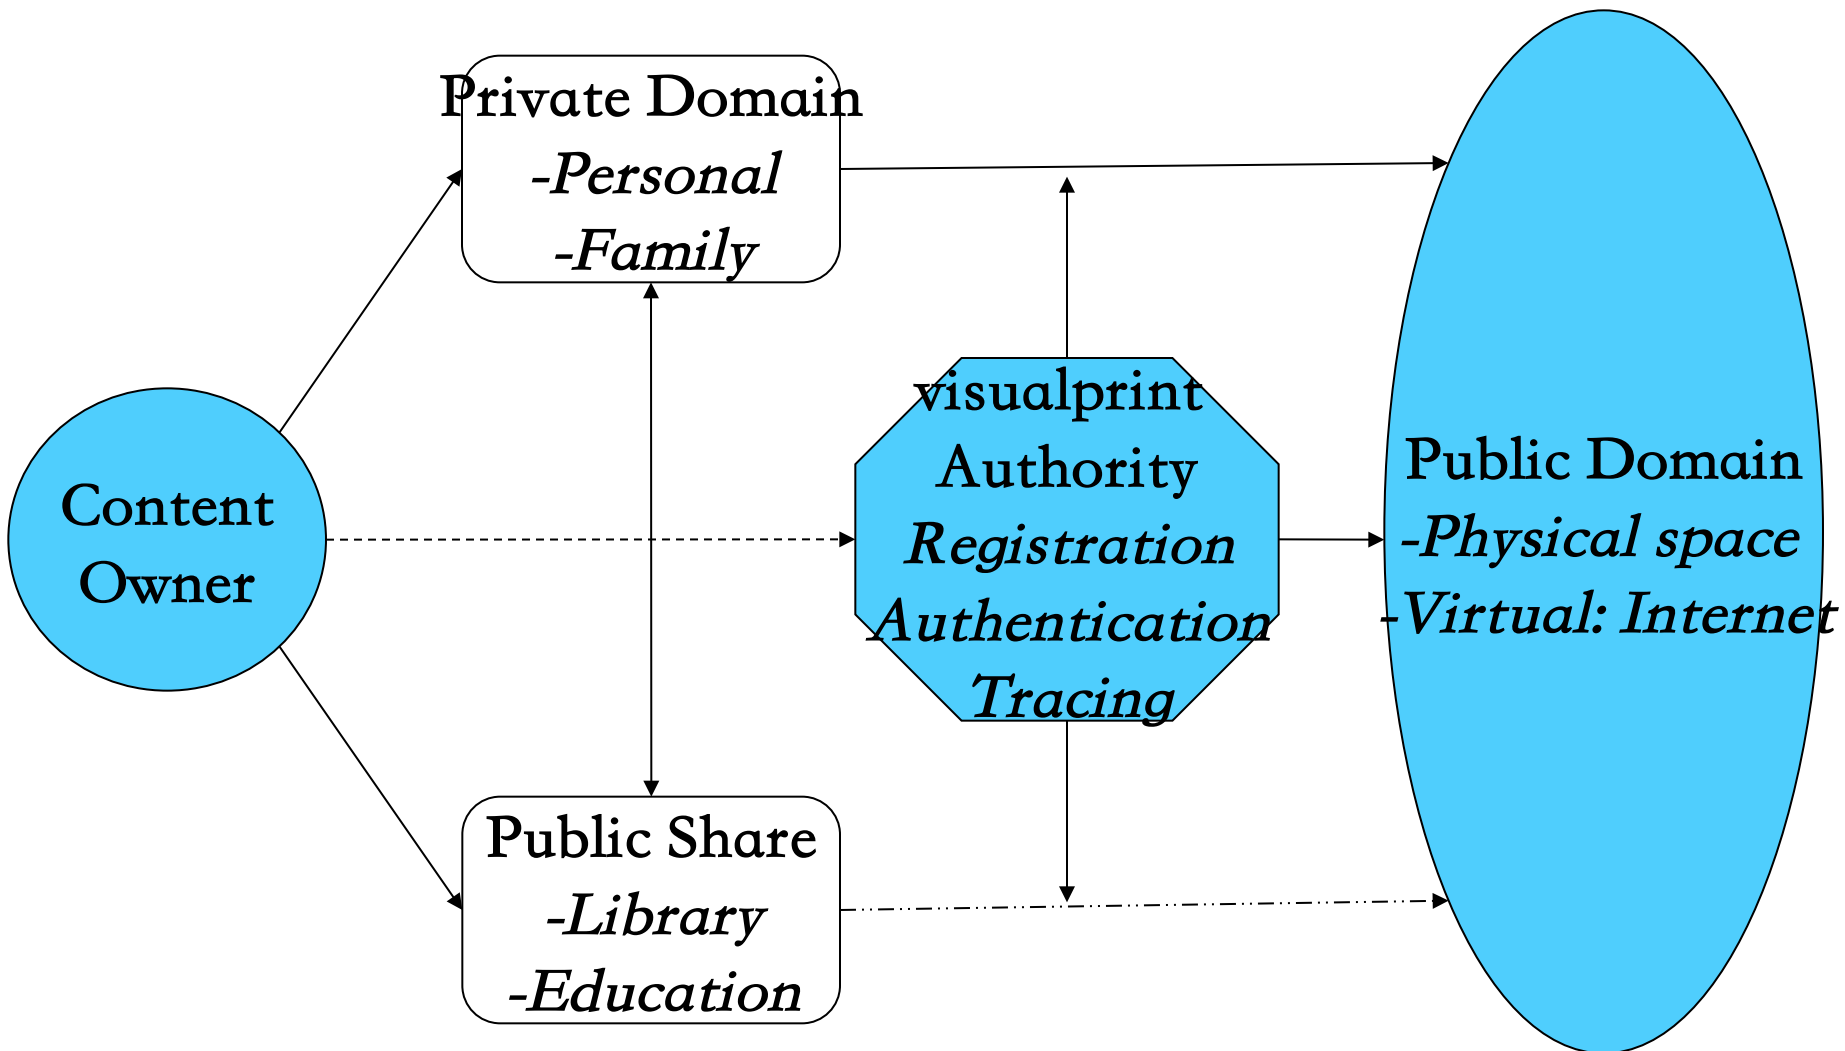 Private Domain
-Personal
-Family
Content
Owner
visualprint
Authority
Registration
Authentication
Tracing
Public Domain
-Physical space
-Virtual: Internet
Public Share
-Library
-Education